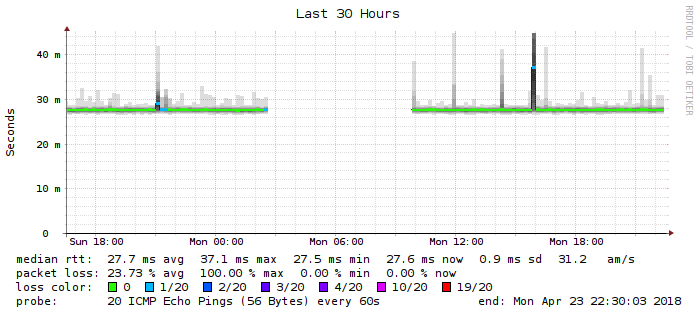 Last 30 Hours
RRDTOOL / TOBI OETIKER
Seconds
40 m
30 m
20 m
10 m
0
Sun 18:00 Mon 00:00 Mon 06:00 Mon 12:00 Mon 18:00
median rtt: 27.7 ms avg 37.1 ms max 27.5 ms min 27.6 ms now 0.9 ms sd 31.2 am/s
packet loss: 23.73 % avg 100.00 % max 0.00 % min 0.00 % now
loss color: 0 1/20 2/20 3/20 4/20 10/20 19/20
probe: 20 ICMP Echo Pings (56 Bytes) every 60s end: Mon Apr 23 22:30:03 2018